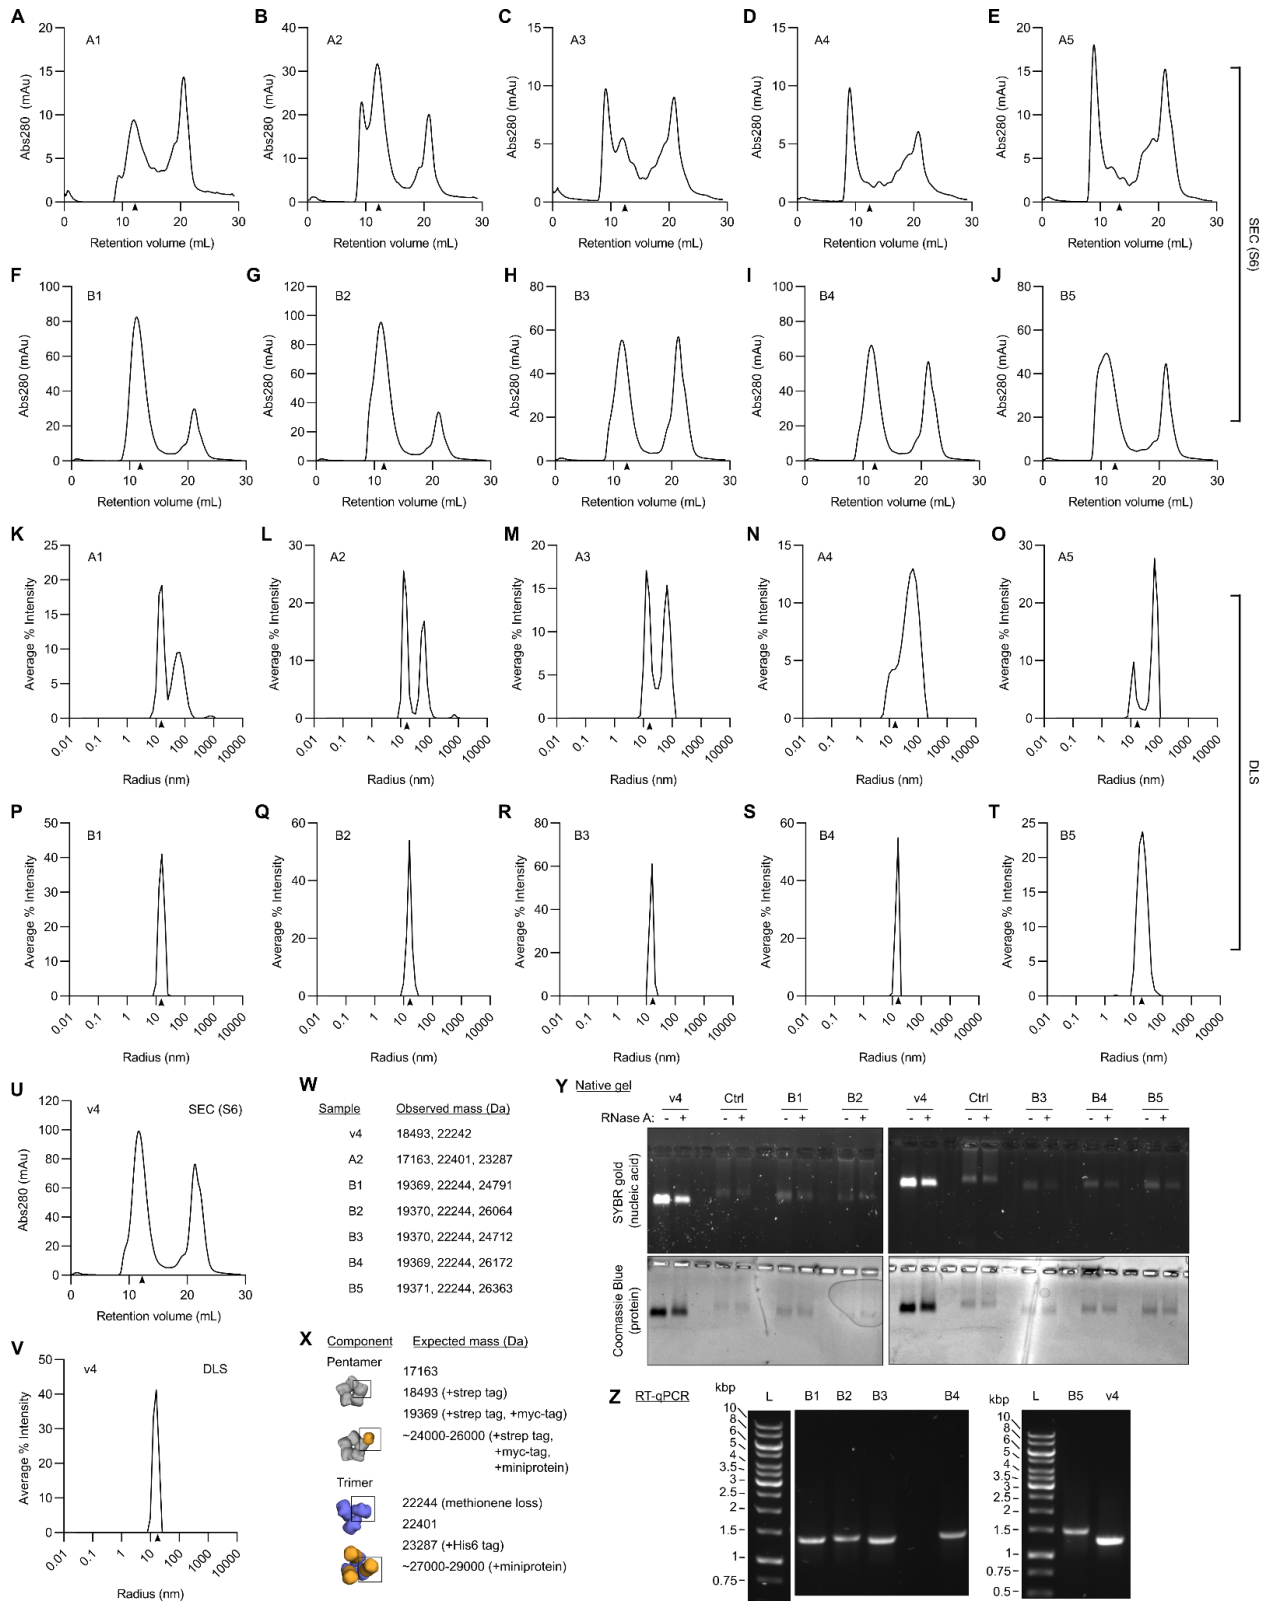 A B C D E
A1 A2 A3 A4 A5
20 40 15 15 20
15 30 10 10 15
10 20 5 5 10
5 10 0 0 5
0 0 0
Abs280 (mAu) Abs280 (mAu) Abs280 (mAu) Abs280 (mAu) Abs280 (mAu)
0 10 20 30 0 10 20 30 0 10 20 30 0 10 20 30 0 10 20 30
Retention volume (mL) Retention volume (mL) Retention volume (mL) Retention volume (mL) Retention volume (mL)
SEC (S6)
F G H I J
B1 B2 B3 B4 B5
100 120 80 80 80
80 100 60 60 60
60 80 40 40 40
40 60 20 20 20
20 40 0 0 0
0 20
0
Abs280 (mAu) Abs280 (mAu) Abs280 (mAu) Abs280 (mAu) Abs280 (mAu)
0 10 20 30 0 10 20 30 0 10 20 30 0 10 20 30 0 10 20 30
Retention volume (mL) Retention volume (mL) Retention volume (mL) Retention volume (mL) Retention volume (mL)
K L M N O
A1 A2 A3 A4 A5
25 30 20 15 30
20 20 15 10 20
15 10 10 5 10
10 0 5 0 0
5 0
0
Average % Intensity Average % Intensity Average % Intensity Average % Intensity Average % Intensity
0.01 0.1 1 10 100 1000 10000 0.01 0.1 1 10 100 1000 10000 0.01 0.1 1 10 100 1000 10000 0.01 0.1 1 10 100 1000 10000 0.01 0.1 1 10 100 1000 10000
Radius (nm) Radius (nm) Radius (nm) Radius (nm) Radius (nm)
DLS
P Q R S T
B1 B2 B3 B4 B5
50 60 80 60 25
40 40 60 40 20
30 20 40 20 15
20 0 20 0 10
10 0 5
0 0
Average % Intensity Average % Intensity Average % Intensity Average % Intensity Average % Intensity
0.01 0.1 1 10 100 1000 10000 0.01 0.1 1 10 100 1000 10000 0.01 0.1 1 10 100 1000 10000 0.01 0.1 1 10 100 1000 10000 0.01 0.1 1 10 100 1000 10000
Radius (nm) Radius (nm) Radius (nm) Radius (nm) Radius (nm)
U
v4 SEC (S6)
120
100
80
60
40
20
0
Abs280 (mAu)
0 10 20 30
Retention volume (mL)
V
v4 DLS
50
40
30
20
10
0
Average % Intensity
0.01 0.1 1 10 100 1000 10000
Radius (nm)
W
Sample Observed mass (Da)
v4 18493, 22242
A2 17163, 22401, 23287
B1 19369, 22244, 24791
B2 19370, 22244, 26064
B3 19370, 22244, 24712
B4 19369, 22244, 26172
B5 19371, 22244, 26363
X
Component Expected mass (Da)
Pentamer
17163
18493 (+strep tag)
19369 (+strep tag, +myc-tag)
~24000-26000 (+strep tag,
+myc-tag,
+miniprotein)
Trimer
22244 (methionene loss)
22401
23287 (+His6 tag)
~27000-29000 (+miniprotein)
Y Native gel
v4 Ctrl B1 B2 v4 Ctrl B3 B4 B5
RNase A: - + - + - + - + - + - + - + - + - +
SYBR gold
(nucleic acid)
Coomassie Blue
(protein)
Z RT-qPCR
kbp L B1 B2 B3 B4
10
8
6
5
4
3.5
3
2.5
2
1.5
1
0.75
kbp L B5 v4
10
8
6
5
4
3.5
3
2.5
2
1.5
1
0.75
0.5